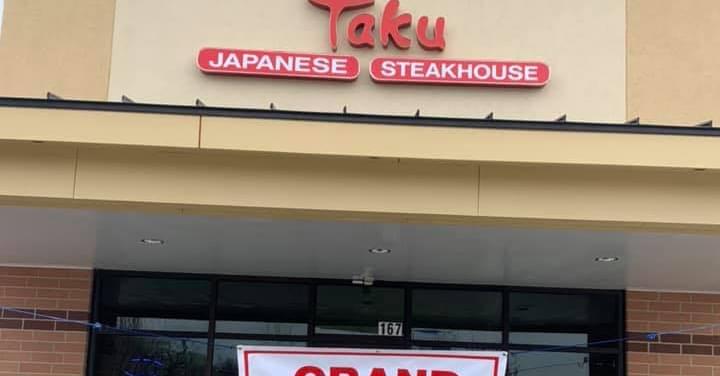 Taku
JAPANESE STEAKHOUSE
167
GRAND